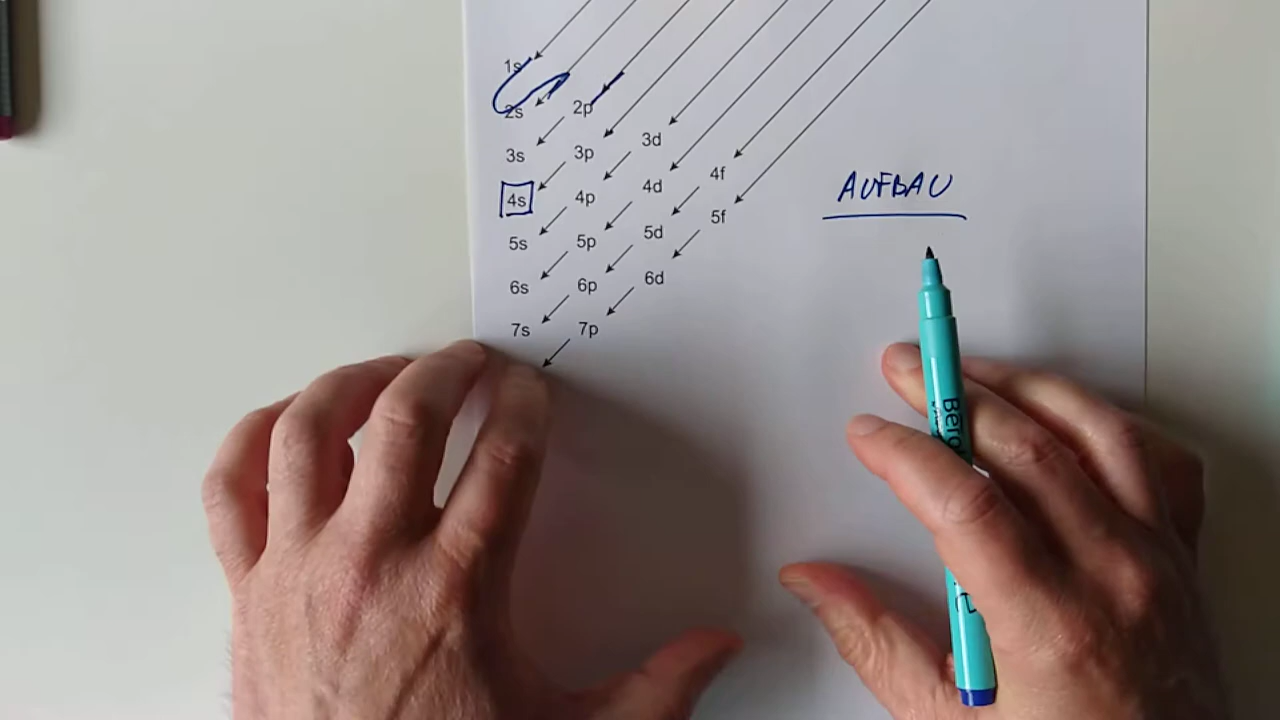 1s
2s 2p
3s 3p 3d
4s 4p 4d 4f
5s 5p 5d 5f
6s 6p 6d
7s 7p
AUFBAU
Berol